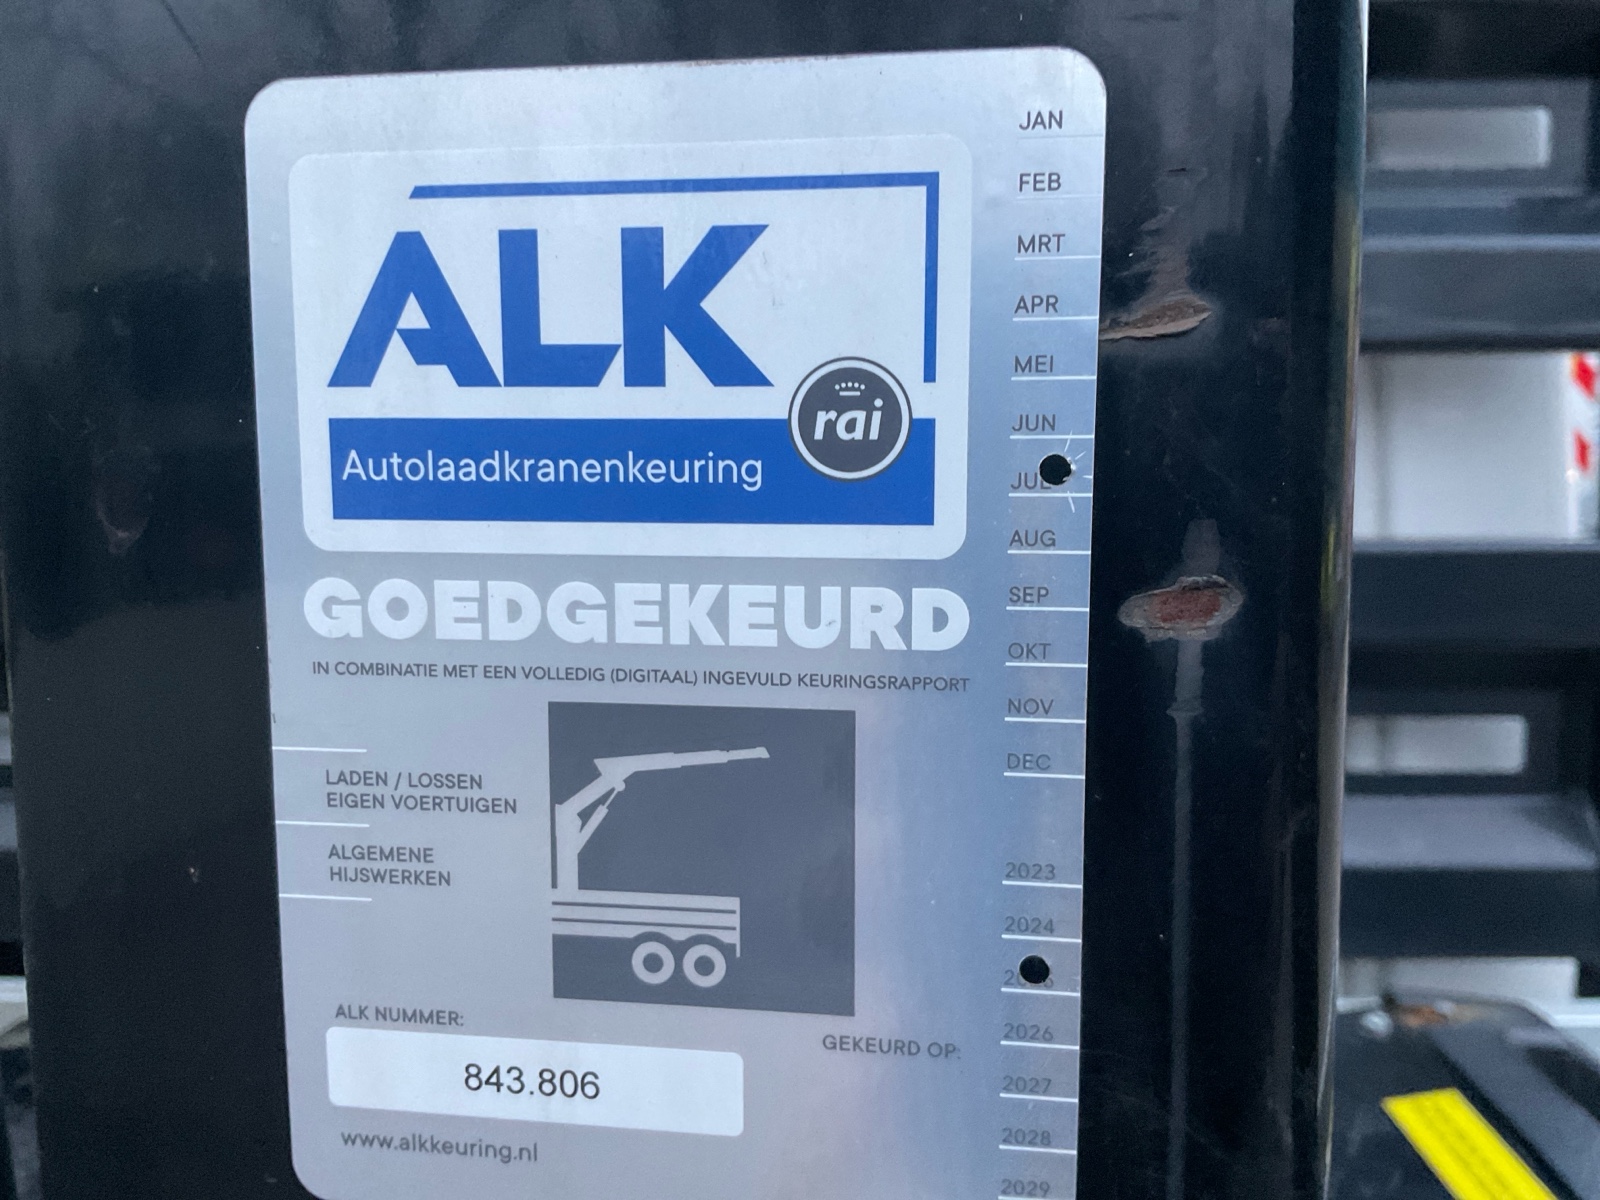 ALK
rai
Autolaadkranenkeuring
GOEDGEKEURD
IN COMBINATIE MET EEN VOLLEDIG (DIGITAAL) INGEVULD KEURINGSRAPPORT
LADEN / LOSSEN
EIGEN VOERTUIGEN
ALGEMENE
HIJSWERKEN
ALK NUMMER:
843.806
www.alkkeuring.nl
GEKEURD OP:
JAN
FEB
MRT
APR
MEI
JUN
JUL
AUG
SEP
OKT
NOV
DEC
2023
2024
2026
2027
2028
2029